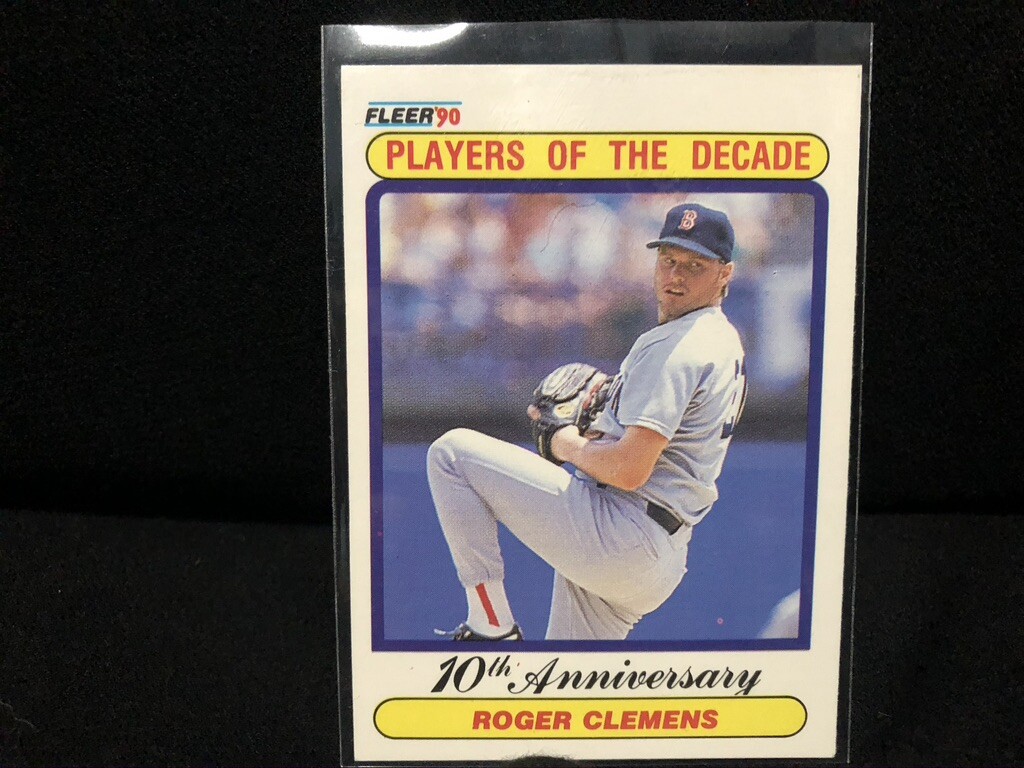 FLEER'90
PLAYERS OF THE DECADE
B
10th Anniversary
ROGER CLEMENS